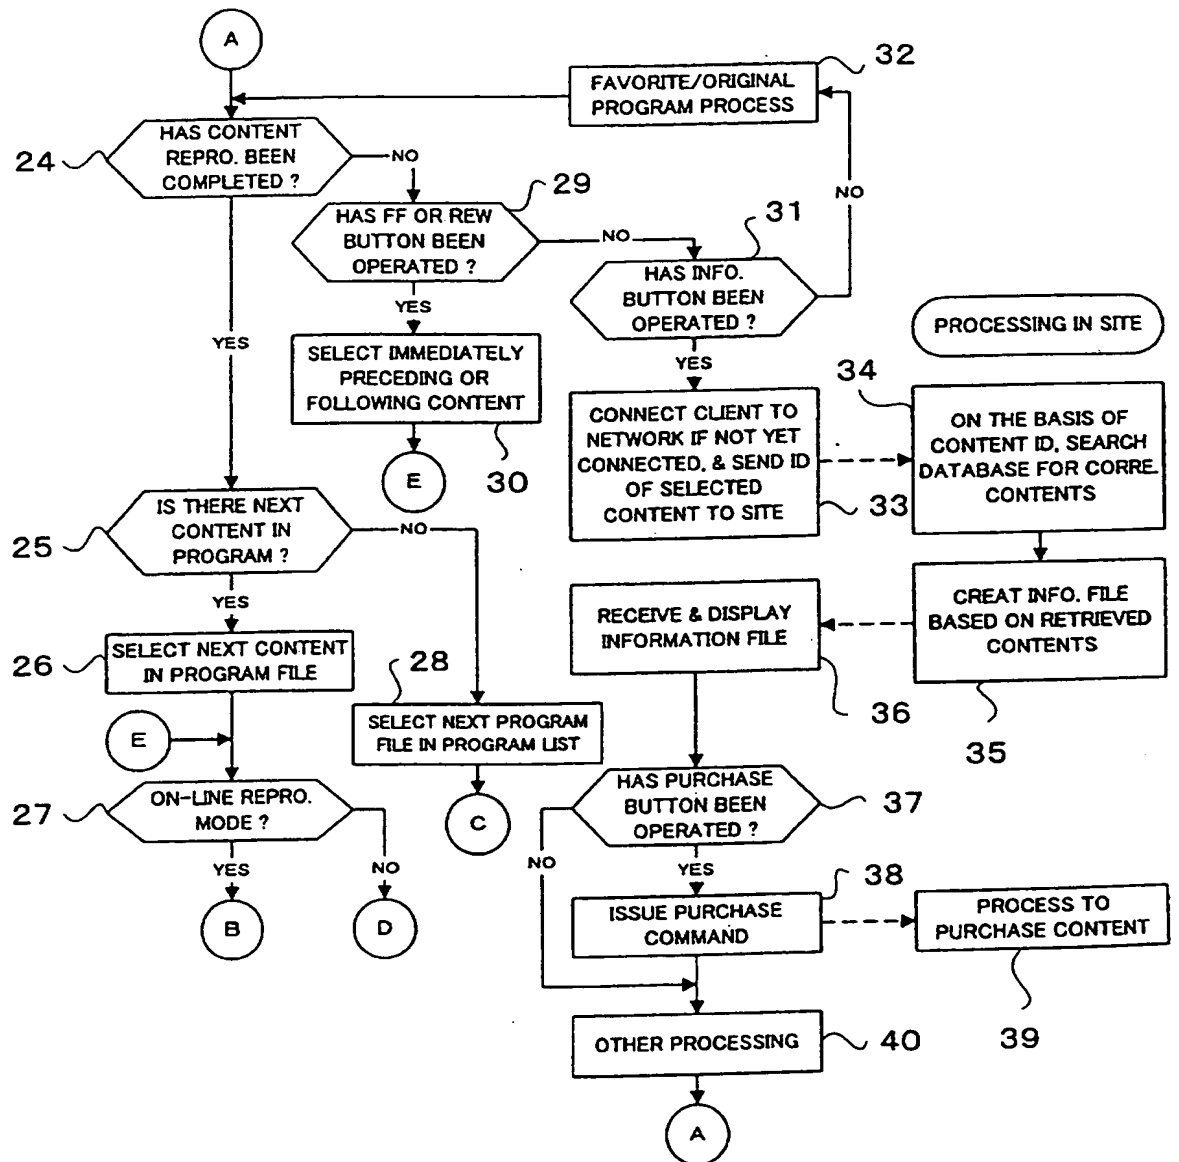 A
32
FAVORITE/ORIGINAL
PROGRAM PROCESS
24
HAS CONTENT
REPRO. BEEN
COMPLETED ?
NO
29
HAS FF OR REW
BUTTON BEEN
OPERATED ?
NO
31
HAS INFO.
BUTTON BEEN
OPERATED ?
NO
YES
YES
SELECT IMMEDIATELY
PRECEDING OR
FOLLOWING CONTENT
30
E
YES
PROCESSING IN SITE
CONNECT CLIENT TO
NETWORK IF NOT YET
CONNECTED, & SEND ID
OF SELECTED
CONTENT TO SITE
33
34
ON THE BASIS OF
CONTENT ID, SEARCH
DATABASE FOR CORRE.
CONTENTS
25
IS THERE NEXT
CONTENT IN
PROGRAM ?
NO
YES
CREAT INFO. FILE
BASED ON RETRIEVED
CONTENTS
35
RECEIVE & DISPLAY
INFORMATION FILE
36
26
SELECT NEXT CONTENT
IN PROGRAM FILE
28
SELECT NEXT PROGRAM
FILE IN PROGRAM LIST
C
E
27
ON-LINE REPRO.
MODE ?
YES
NO
B
D
HAS PURCHASE
BUTTON BEEN
OPERATED ?
37
NO
YES
38
ISSUE PURCHASE
COMMAND
PROCESS TO
PURCHASE CONTENT
39
OTHER PROCESSING
40
A